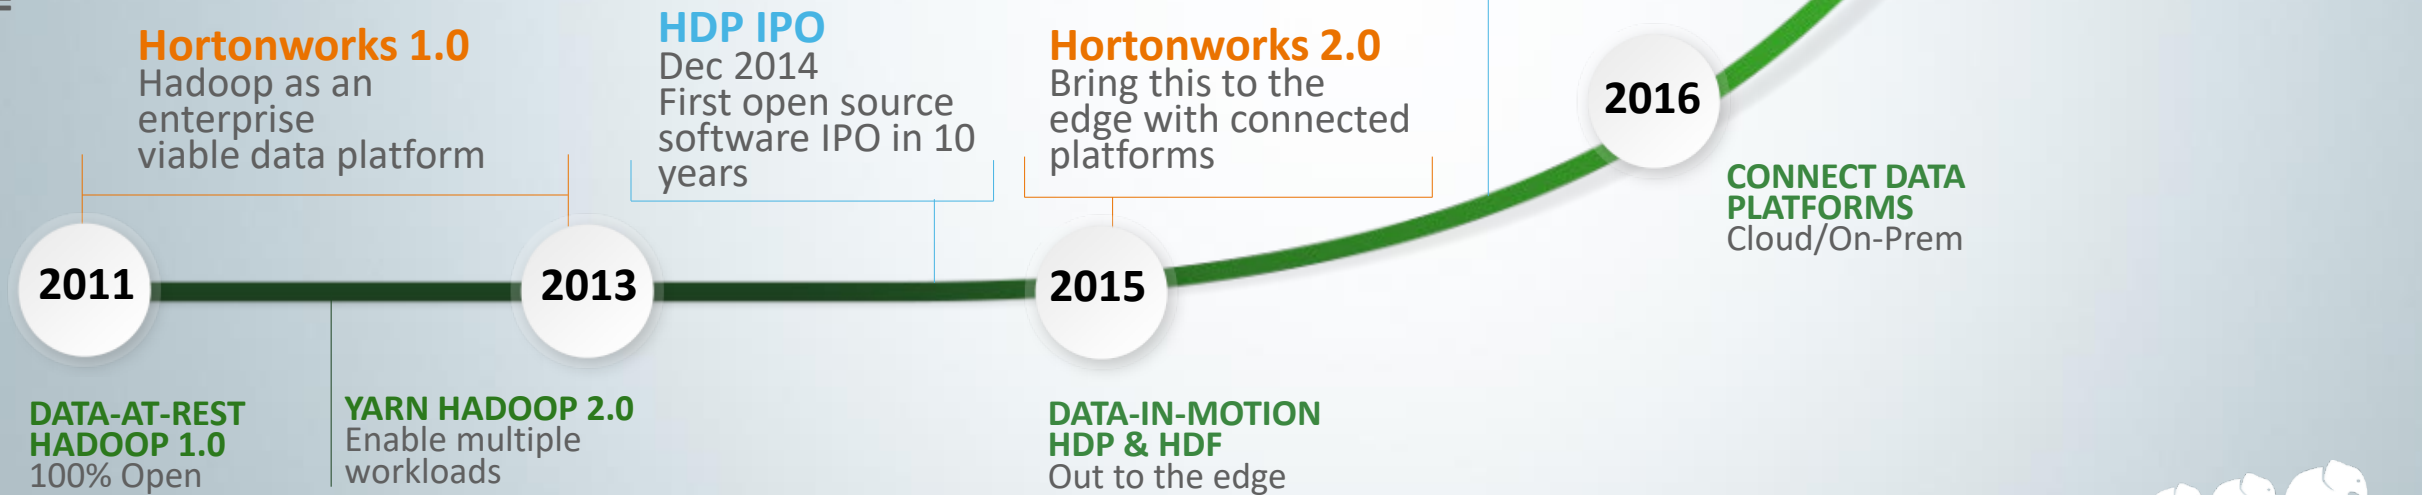 Hortonworks 1.0
Hadoop as an
enterprise
viable data platform
HDP IPO
Dec 2014
First open source
software IPO in 10
years
Hortonworks 2.0
Bring this to the
edge with connected
platforms
2016
CONNECT DATA
PLATFORMS
Cloud/On-Prem
2011
2013
2015
DATA-AT-REST
HADOOP 1.0
100% Open
YARN HADOOP 2.0
Enable multiple
workloads
DATA-IN-MOTION
HDP & HDF
Out to the edge